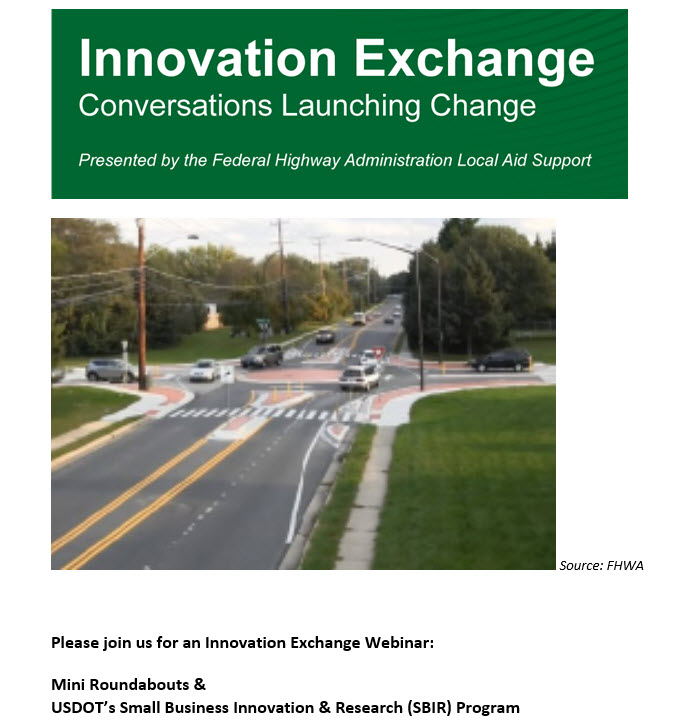 Innovation Exchange
Conversations Launching Change
Presented by the Federal Highway Administration Local Aid Support
Source: FHWA
Please join us for an Innovation Exchange Webinar:
Mini Roundabouts &
USDOT’s Small Business Innovation & Research (SBIR) Program